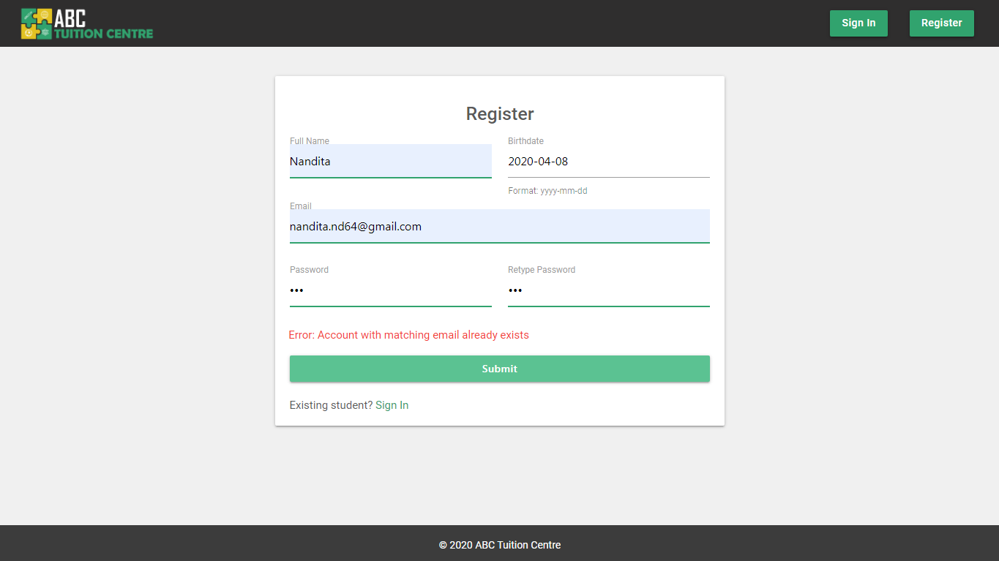 ABC
TUITION CENTRE
Sign In
Register
Register
Full Name
Birthdate
Nandita
2020-04-08
Format: yyyy-mm-dd
Email
nandita.nd64@gmail.com
Password
Retype Password
•••
•••
Error: Account with matching email already exists
Submit
Existing student? Sign In
© 2020 ABC Tuition Centre